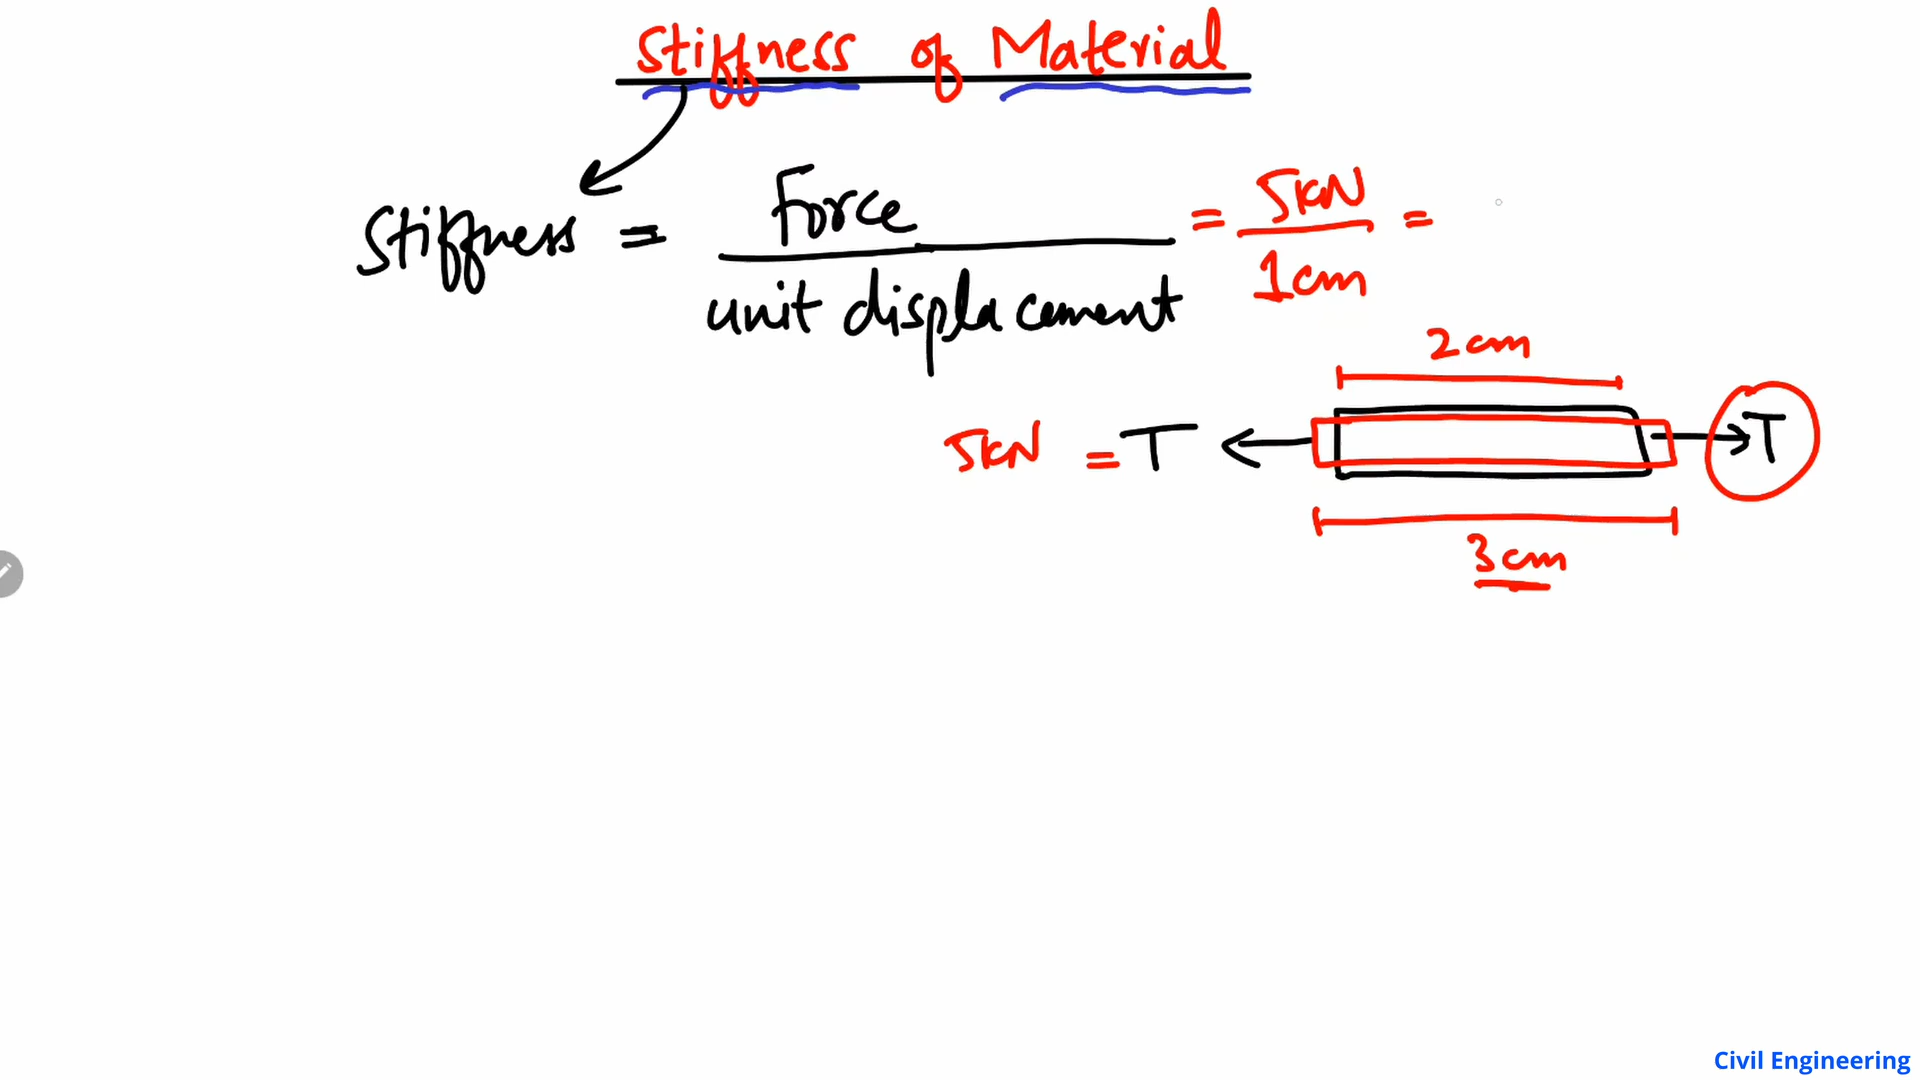 Stiffness of Material
Stiffness = Force / unit displacement = 5kN / 1cm =
2cm
5kN = T
T
3cm
Civil Engineering